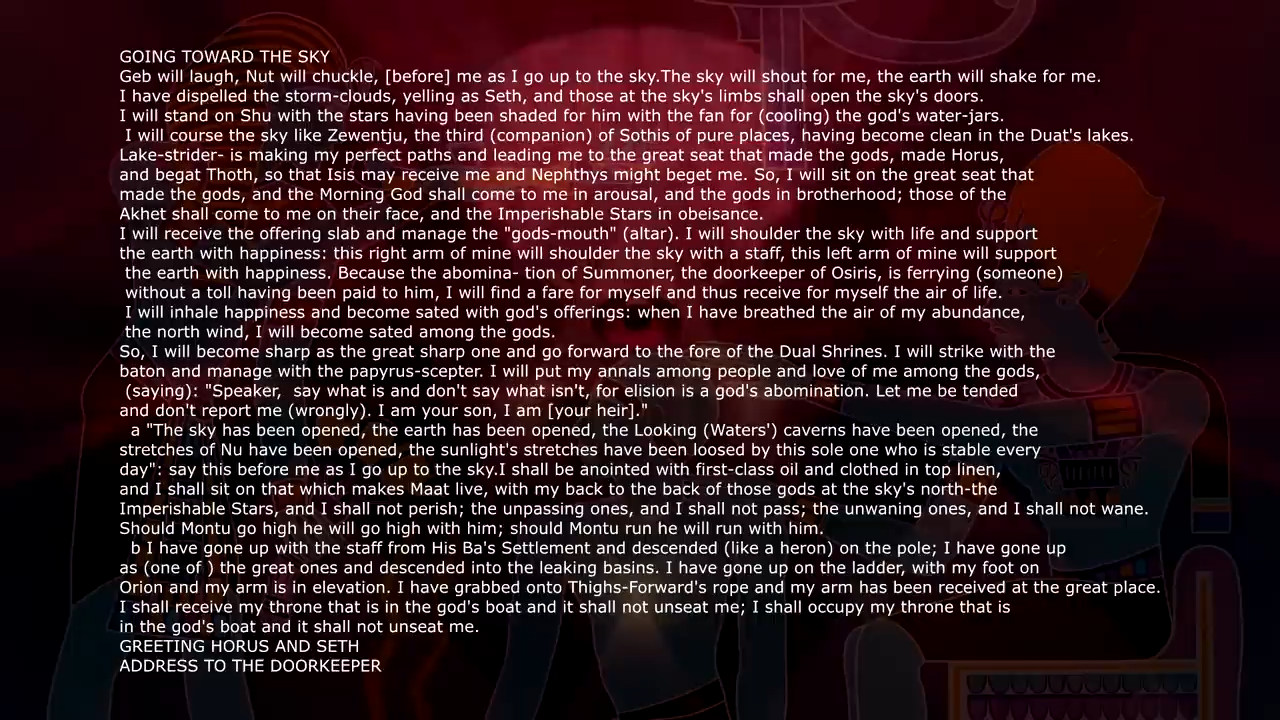 GOING TOWARD THE SKY
Geb will laugh, Nut will chuckle, [before] me as I go up to the sky.The sky will shout for me, the earth will shake for me.
I have dispelled the storm-clouds, yelling as Seth, and those at the sky's limbs shall open the sky's doors.
I will stand on Shu with the stars having been shaded for him with the fan for (cooling) the god's water-jars.
I will course the sky like Zewentju, the third (companion) of Sothis of pure places, having become clean in the Duat's lakes.
Lake-strider- is making my perfect paths and leading me to the great seat that made the gods, made Horus,
and begat Thoth, so that Isis may receive me and Nephthys might beget me. So, I will sit on the great seat that
made the gods, and the Morning God shall come to me in arousal, and the gods in brotherhood; those of the
Akhet shall come to me on their face, and the Imperishable Stars in obeisance.
I will receive the offering slab and manage the "gods-mouth" (altar). I will shoulder the sky with life and support
the earth with happiness: this right arm of mine will shoulder the sky with a staff, this left arm of mine will support
the earth with happiness. Because the abomina- tion of Summoner, the doorkeeper of Osiris, is ferrying (someone)
without a toll having been paid to him, I will find a fare for myself and thus receive for myself the air of life.
I will inhale happiness and become sated with god's offerings: when I have breathed the air of my abundance,
the north wind, I will become sated among the gods.
So, I will become sharp as the great sharp one and go forward to the fore of the Dual Shrines. I will strike with the
baton and manage with the papyrus-scepter. I will put my annals among people and love of me among the gods,
(saying): "Speaker,  say what is and don't say what isn't, for elision is a god's abomination. Let me be tended
and don't report me (wrongly). I am your son, I am [your heir]."
a "The sky has been opened, the earth has been opened, the Looking (Waters') caverns have been opened, the
stretches of Nu have been opened, the sunlight's stretches have been loosed by this sole one who is stable every
day": say this before me as I go up to the sky.I shall be anointed with first-class oil and clothed in top linen,
and I shall sit on that which makes Maat live, with my back to the back of those gods at the sky's north-the
Imperishable Stars, and I shall not perish; the unpassing ones, and I shall not pass; the unwaning ones, and I shall not wane.
Should Montu go high he will go high with him; should Montu run he will run with him.
b I have gone up with the staff from His Ba's Settlement and descended (like a heron) on the pole; I have gone up
as (one of ) the great ones and descended into the leaking basins. I have gone up on the ladder, with my foot on
Orion and my arm is in elevation. I have grabbed onto Thighs-Forward's rope and my arm has been received at the great place.
I shall receive my throne that is in the god's boat and it shall not unseat me; I shall occupy my throne that is
in the god's boat and it shall not unseat me.
GREETING HORUS AND SETH
ADDRESS TO THE DOORKEEPER